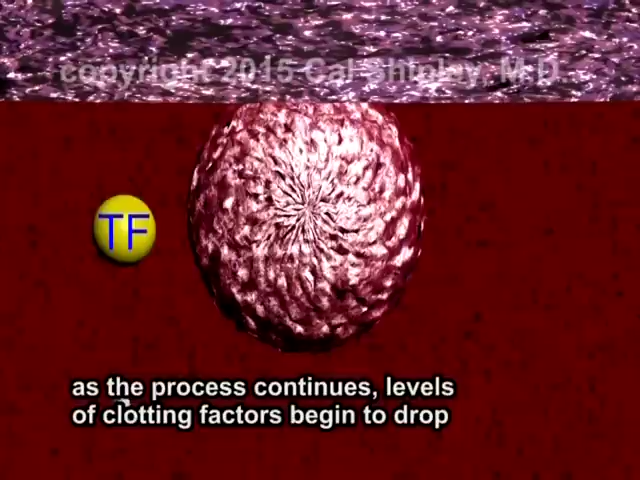 copyright 2015 Cal Shipley, M.D.
TF
as the process continues, levels
of clotting factors begin to drop